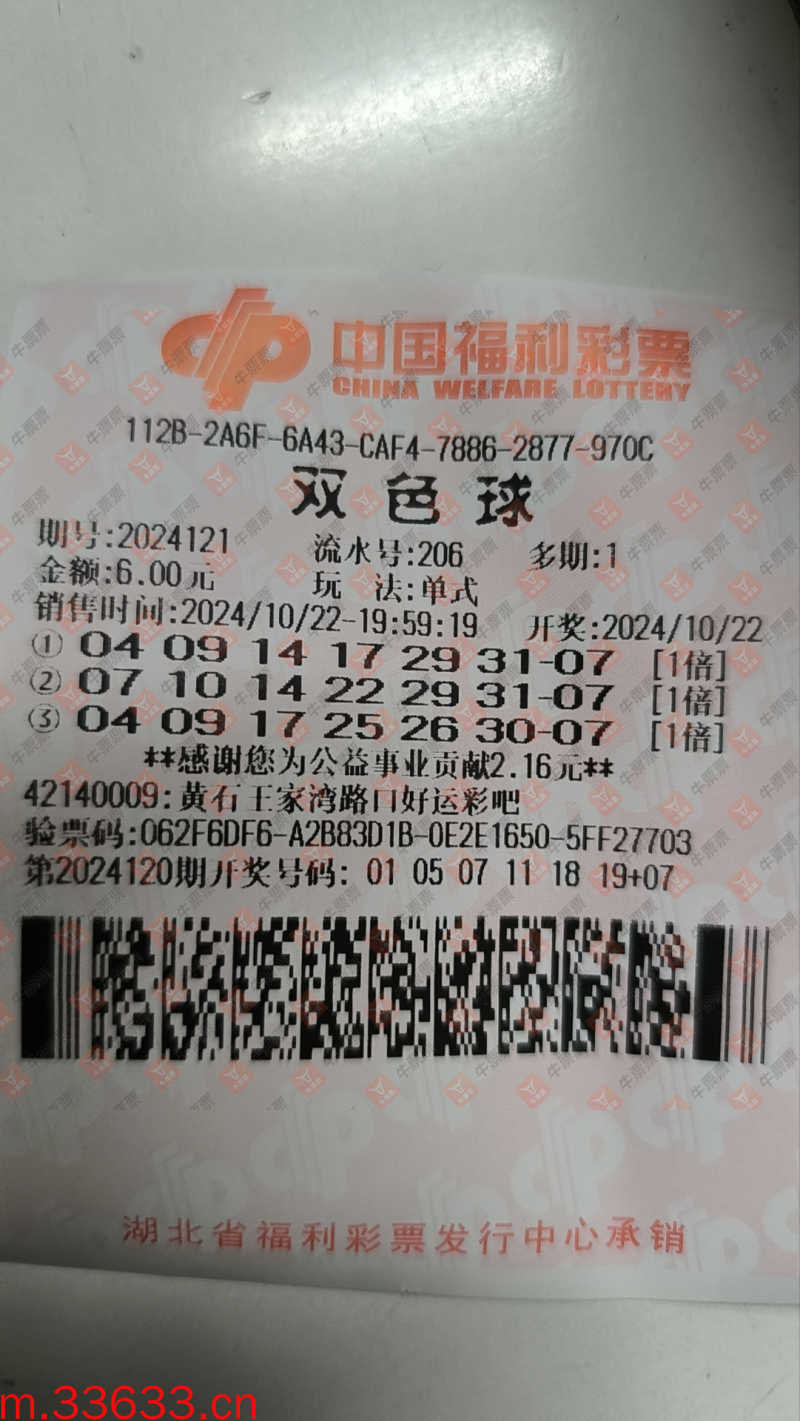 中国福利彩票
CHINA WELFARE LOTTERY
112B-2A6F-6A43-CAF4-7886-2877-970C
双色球
期号:2024121 流水号:206 多期:1
金额:6.00元 玩 法:单式
销售时间:2024/10/22-19:59:19 开奖:2024/10/22
① 04 09 14 17 29 31-07 [1倍]
② 07 10 14 22 29 31-07 [1倍]
③ 04 09 17 25 26 30-07 [1倍]
**感谢您为公益事业贡献2.16元**
42140009:黄石王家湾路口好运彩吧
验票码:062F6DF6-A2B83D1B-0E2E1650-5FF27703
第2024120期开奖号码: 01 05 07 11 18 19+07
湖北省福利彩票发行中心承销
m.33633.cn